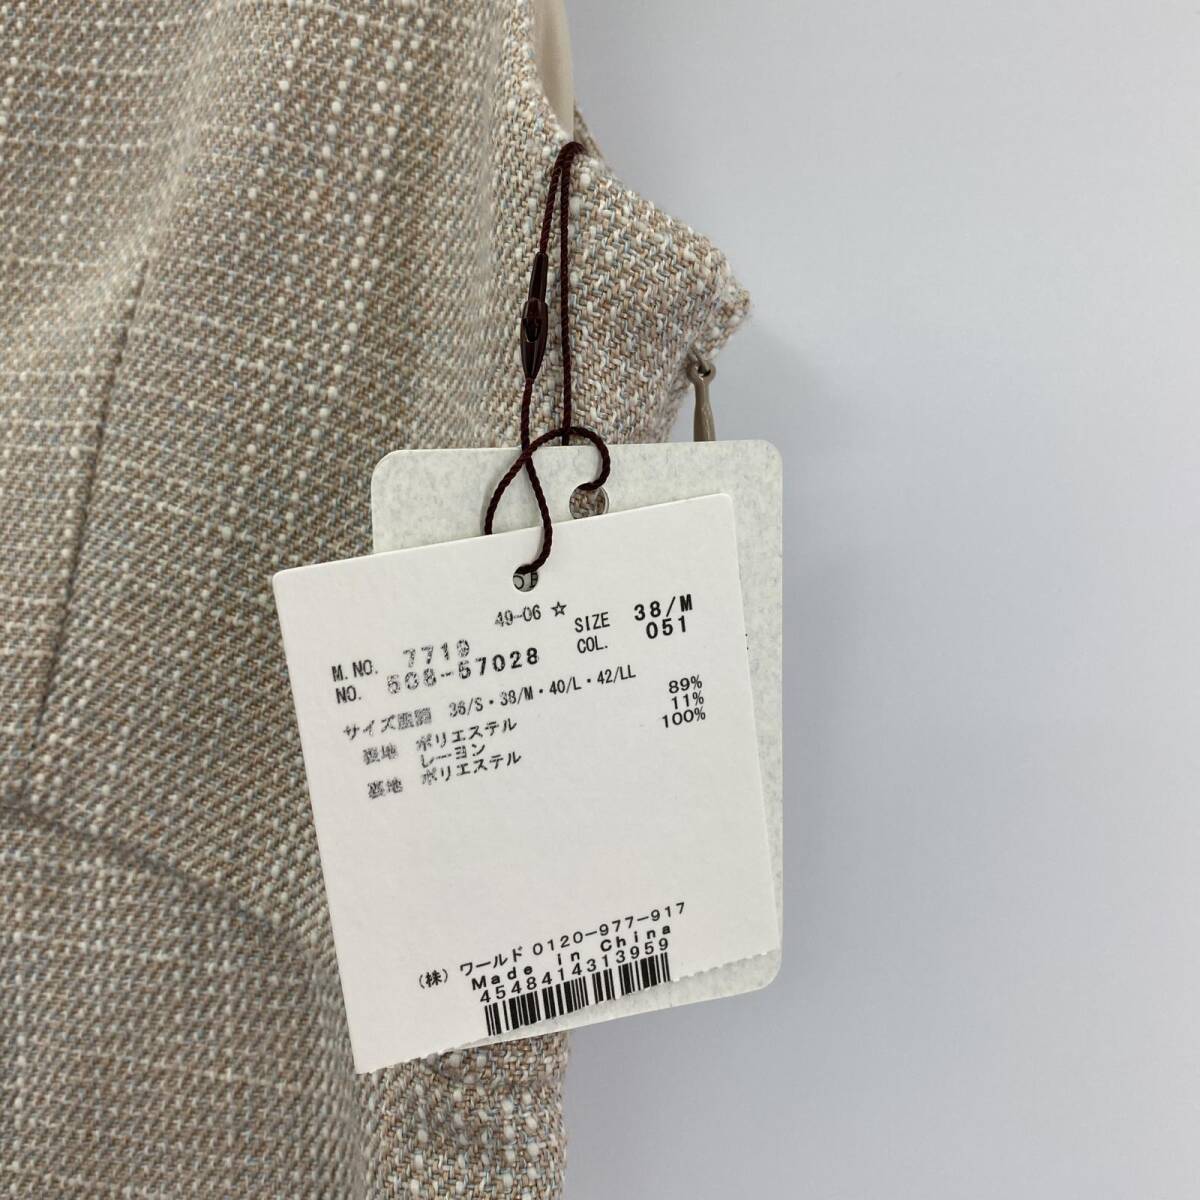 49-06 ☆
M.NO. 7719 SIZE 38/M
NO. 508-57028 COL. 051
サイズ展開 36/S・38/M・40/L・42/LL
表地 ポリエステル 89%
レーヨン 11%
裏地 ポリエステル 100%
(株) ワールド 0120-977-917
Made in China
4548414313959